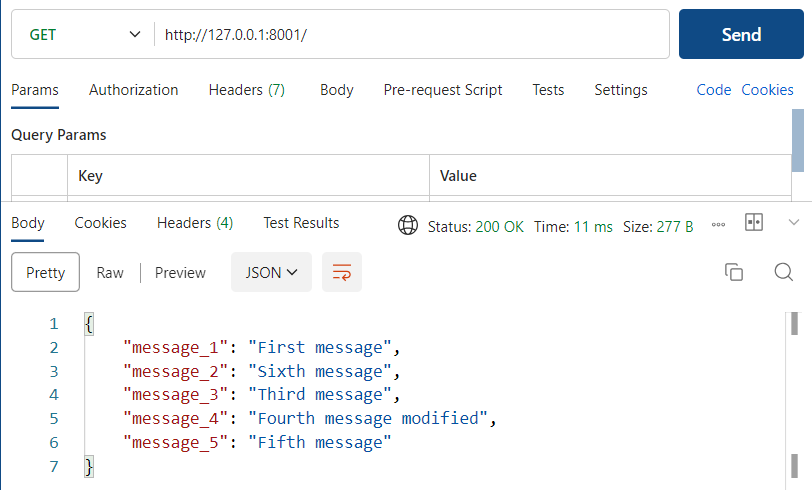 GET http://127.0.0.1:8001/ Send
Params Authorization Headers (7) Body Pre-request Script Tests Settings Code Cookies
Query Params
Key Value
Body Cookies Headers (4) Test Results Status: 200 OK Time: 11 ms Size: 277 B
Pretty Raw Preview JSON
1 {
2 "message_1": "First message",
3 "message_2": "Sixth message",
4 "message_3": "Third message",
5 "message_4": "Fourth message modified",
6 "message_5": "Fifth message"
7 }